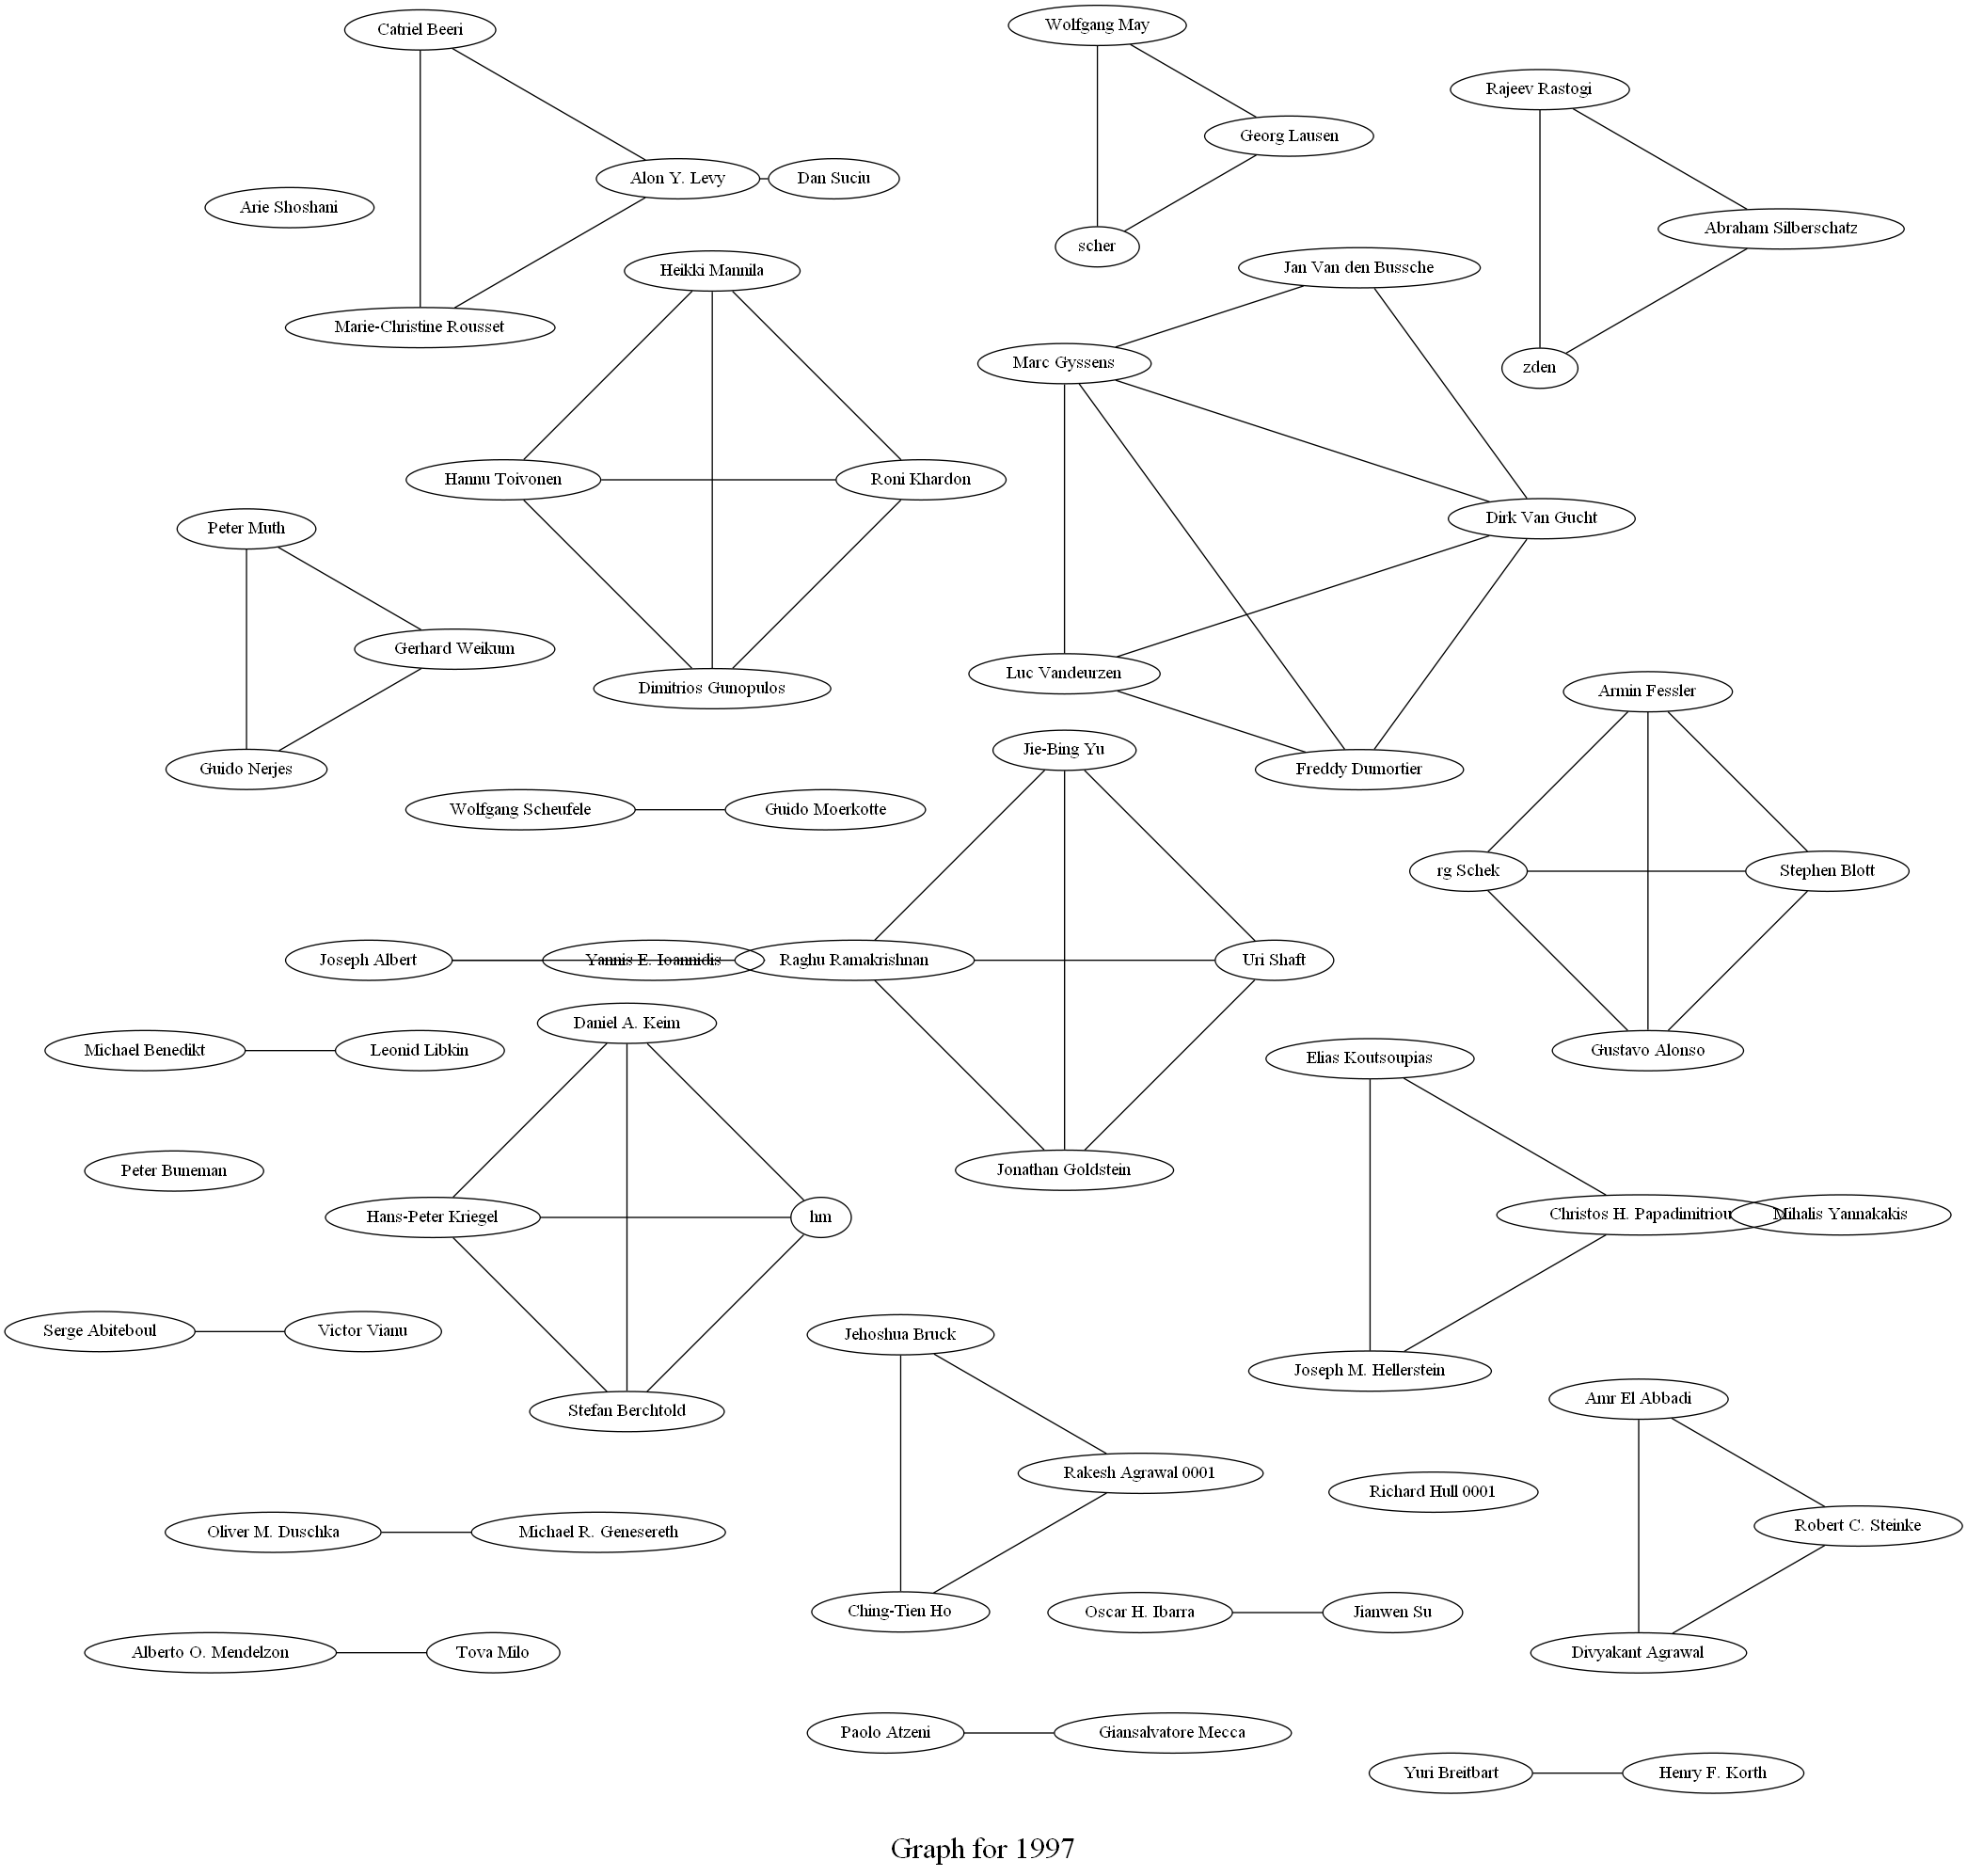 Wolfgang May
Catriel Beeri
Rajeev Rastogi
Georg Lausen
Alon Y. Levy
Dan Suciu
Arie Shoshani
Abraham Silberschatz
scher
Jan Van den Bussche
Heikki Mannila
Marie-Christine Rousset
Marc Gyssens
zden
Hannu Toivonen
Roni Khardon
Dirk Van Gucht
Peter Muth
Gerhard Weikum
Luc Vandeurzen
Dimitrios Gunopulos
Armin Fessler
Jie-Bing Yu
Guido Nerjes
Freddy Dumortier
Wolfgang Scheufele
Guido Moerkotte
rg Schek
Stephen Blott
Joseph Albert
Yannis E. Ioannidis
Raghu Ramakrishnan
Uri Shaft
Daniel A. Keim
Michael Benedikt
Leonid Libkin
Gustavo Alonso
Elias Koutsoupias
Peter Buneman
Jonathan Goldstein
Hans-Peter Kriegel
hm
Christos H. Papadimitriou
Mihalis Yannakakis
Serge Abiteboul
Victor Vianu
Jehoshua Bruck
Joseph M. Hellerstein
Amr El Abbadi
Stefan Berchtold
Rakesh Agrawal 0001
Richard Hull 0001
Robert C. Steinke
Oliver M. Duschka
Michael R. Genesereth
Ching-Tien Ho
Oscar H. Ibarra
Jianwen Su
Alberto O. Mendelzon
Tova Milo
Divyakant Agrawal
Paolo Atzeni
Giansalvatore Mecca
Yuri Breitbart
Henry F. Korth
Graph for 1997